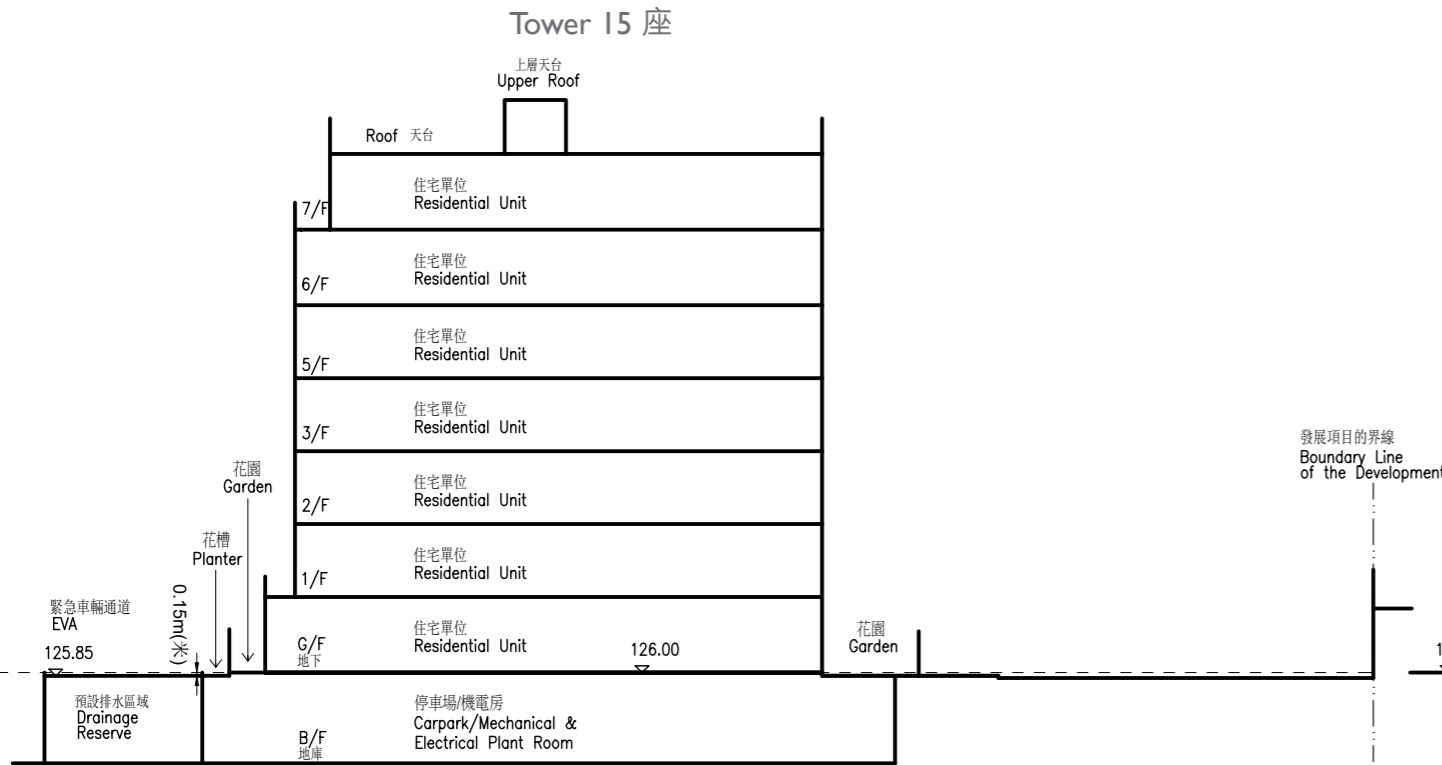 Tower 15 座
上層天台
Upper Roof
Roof 天台
住宅單位
7/F Residential Unit
住宅單位
6/F Residential Unit
住宅單位
5/F Residential Unit
住宅單位
3/F Residential Unit
發展項目的界線
Boundary Line
of the Development
花園
Garden
住宅單位
2/F Residential Unit
花槽
Planter
住宅單位
1/F Residential Unit
0.15m(米)
緊急車輛通道
EVA
125.85
住宅單位
G/F Residential Unit
地下
126.00
花園
Garden
預設排水區域
Drainage
Reserve
停車場/機電房
Carpark/Mechanical &
Electrical Plant Room
B/F
地庫